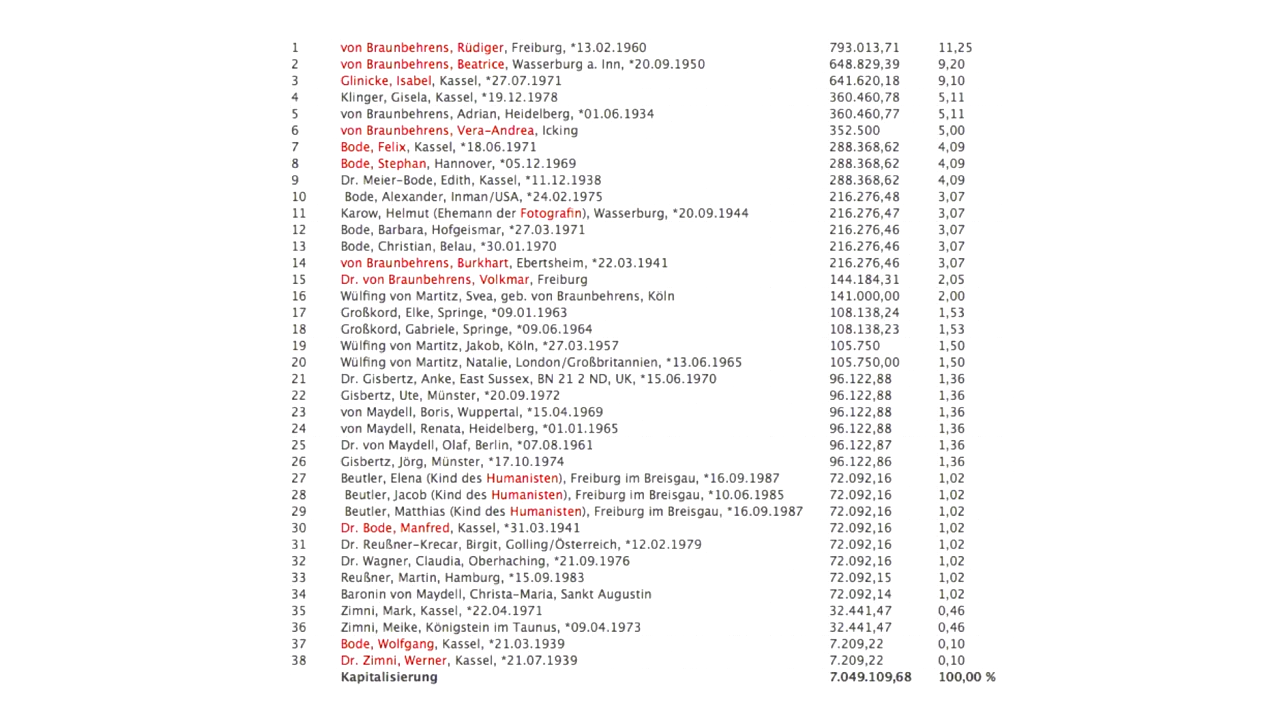 1 von Braunbehrens, Rüdiger, Freiburg, *13.02.1960 793.013,71 11,25
2 von Braunbehrens, Beatrice, Wasserburg a. Inn, *20.09.1950 648.829,39 9,20
3 Glinicke, Isabel, Kassel, *27.07.1971 641.620,18 9,10
4 Klinger, Gisela, Kassel, *19.12.1978 360.460,78 5,11
5 von Braunbehrens, Adrian, Heidelberg, *01.06.1934 360.460,77 5,11
6 von Braunbehrens, Vera-Andrea, Icking 352.500 5,00
7 Bode, Felix, Kassel, *18.06.1971 288.368,62 4,09
8 Bode, Stephan, Hannover, *05.12.1969 288.368,62 4,09
9 Dr. Meier-Bode, Edith, Kassel, *11.12.1938 288.368,62 4,09
10 Bode, Alexander, Inman/USA, *24.02.1975 216.276,48 3,07
11 Karow, Helmut (Ehemann der Fotografin), Wasserburg, *20.09.1944 216.276,47 3,07
12 Bode, Barbara, Hofgeismar, *27.03.1971 216.276,46 3,07
13 Bode, Christian, Belau, *30.01.1970 216.276,46 3,07
14 von Braunbehrens, Burkhart, Ebertsheim, *22.03.1941 216.276,46 3,07
15 Dr. von Braunbehrens, Volkmar, Freiburg 144.184,31 2,05
16 Wülfing von Martitz, Svea, geb. von Braunbehrens, Köln 141.000,00 2,00
17 Großkord, Elke, Springe, *09.01.1963 108.138,24 1,53
18 Großkord, Gabriele, Springe, *09.06.1964 108.138,23 1,53
19 Wülfing von Martitz, Jakob, Köln, *27.03.1957 105.750 1,50
20 Wülfing von Martitz, Natalie, London/Großbritannien, *13.06.1965 105.750,00 1,50
21 Dr. Gisbertz, Anke, East Sussex, BN 21 2 ND, UK, *15.06.1970 96.122,88 1,36
22 Gisbertz, Ute, Münster, *20.09.1972 96.122,88 1,36
23 von Maydell, Boris, Wuppertal, *15.04.1969 96.122,88 1,36
24 von Maydell, Renata, Heidelberg, *01.01.1965 96.122,88 1,36
25 Dr. von Maydell, Olaf, Berlin, *07.08.1961 96.122,87 1,36
26 Gisbertz, Jörg, Münster, *17.10.1974 96.122,86 1,36
27 Beutler, Elena (Kind des Humanisten), Freiburg im Breisgau, *16.09.1987 72.092,16 1,02
28 Beutler, Jacob (Kind des Humanisten), Freiburg im Breisgau, *10.06.1985 72.092,16 1,02
29 Beutler, Matthias (Kind des Humanisten), Freiburg im Breisgau, *16.09.1987 72.092,16 1,02
30 Dr. Bode, Manfred, Kassel, *31.03.1941 72.092,16 1,02
31 Dr. Reußner-Krecar, Birgit, Golling/Österreich, *12.02.1979 72.092,16 1,02
32 Dr. Wagner, Claudia, Oberhaching, *21.09.1976 72.092,16 1,02
33 Reußner, Martin, Hamburg, *15.09.1983 72.092,15 1,02
34 Baronin von Maydell, Christa-Maria, Sankt Augustin 72.092,14 1,02
35 Zimni, Mark, Kassel, *22.04.1971 32.441,47 0,46
36 Zimni, Meike, Königstein im Taunus, *09.04.1973 32.441,47 0,46
37 Bode, Wolfgang, Kassel, *21.03.1939 7.209,22 0,10
38 Dr. Zimni, Werner, Kassel, *21.07.1939 7.209,22 0,10
Kapitalisierung 7.049.109,68 100,00 %